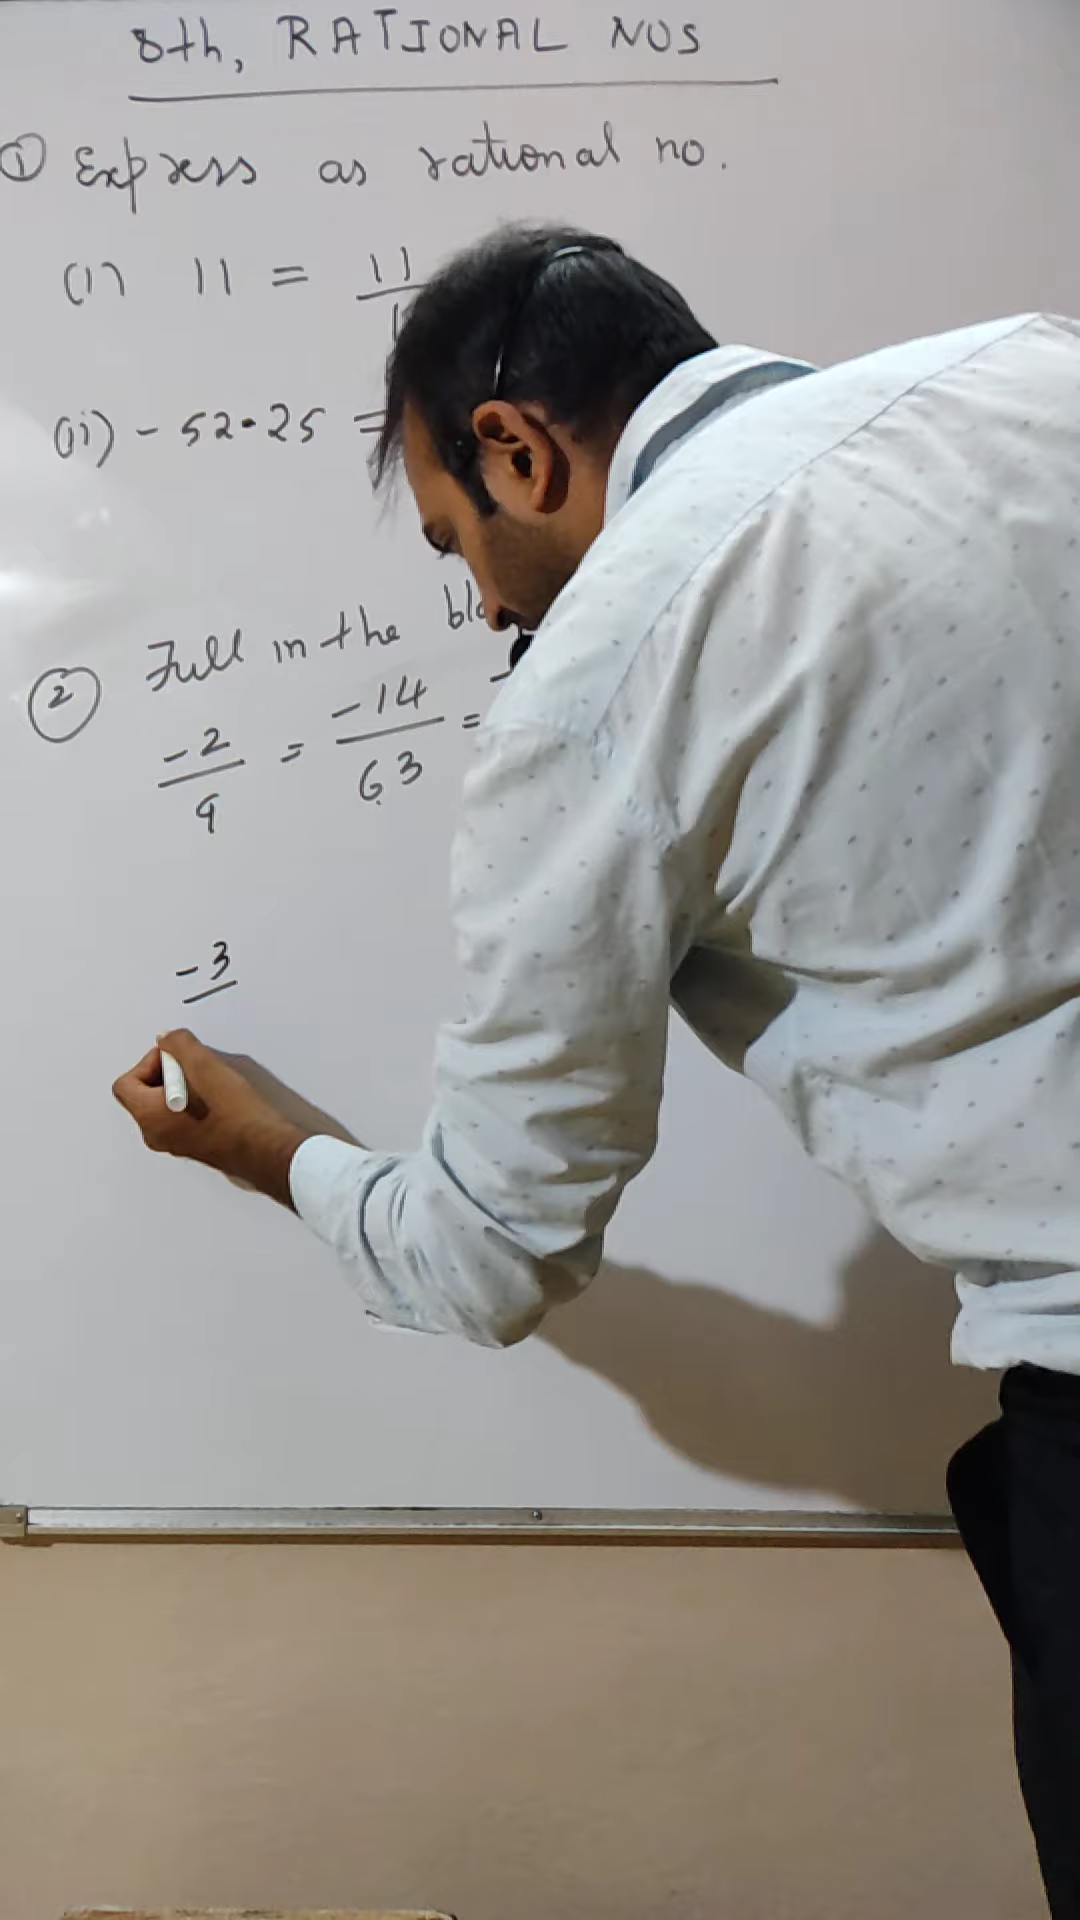 8th, RATIONAL NOS
① Express as rational no.
(i) 11 = 11/1
(ii) - 52.25 =
② Fill in the
-2/9 = -14/63 =
-3